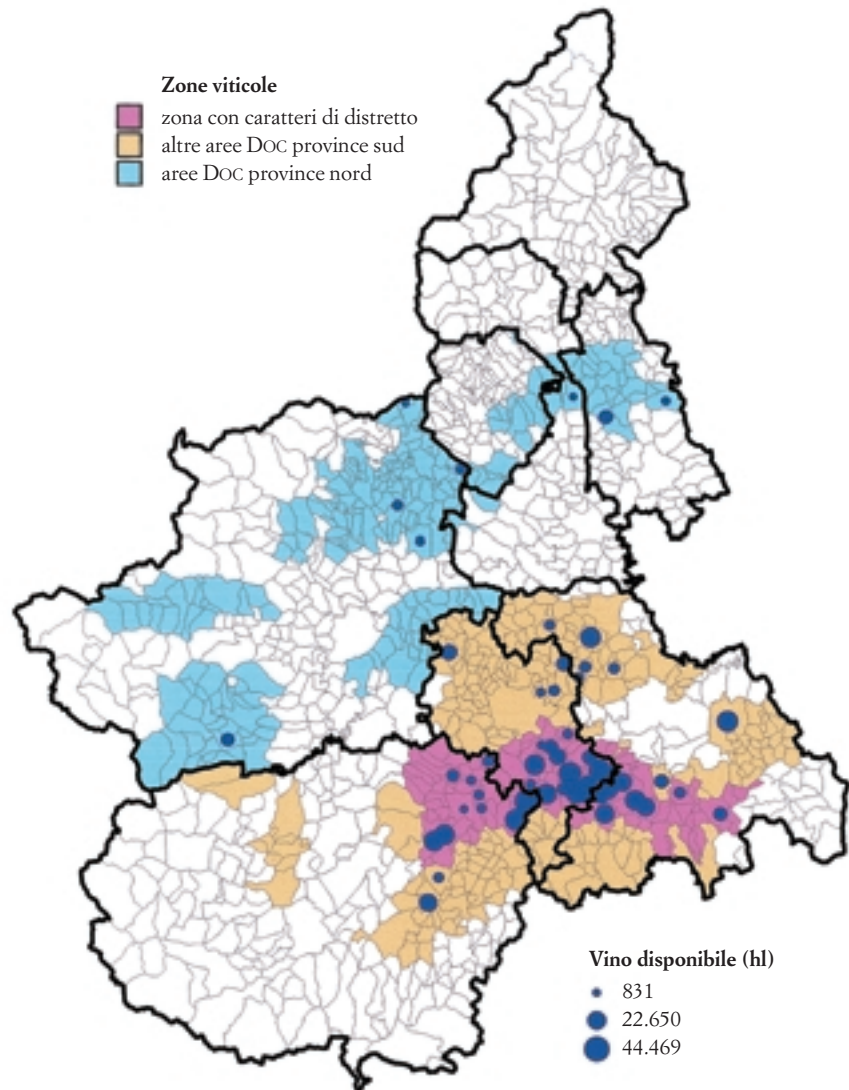 Zone viticole
zona con caratteri di distretto
altre aree DOC province sud
aree DOC province nord
Vino disponibile (hl)
831
22.650
44.469